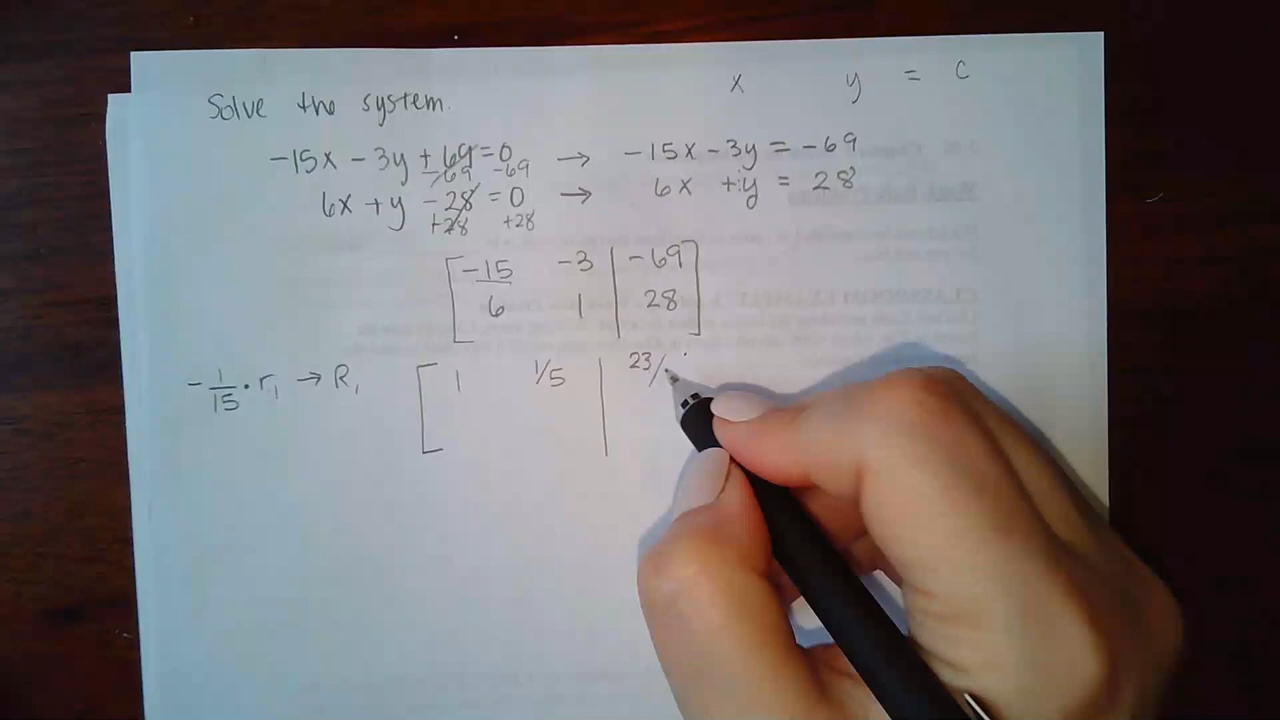 x y = c
Solve the system.
-15x - 3y + 69 = 0 → -15x - 3y = -69
-69 -69
6x + y - 28 = 0 → 6x + y = 28
+28 +28
-15 -3 | -69
6 1 | 28
-1/15 · r₁ → R₁ [ 1 1/5 | 23/